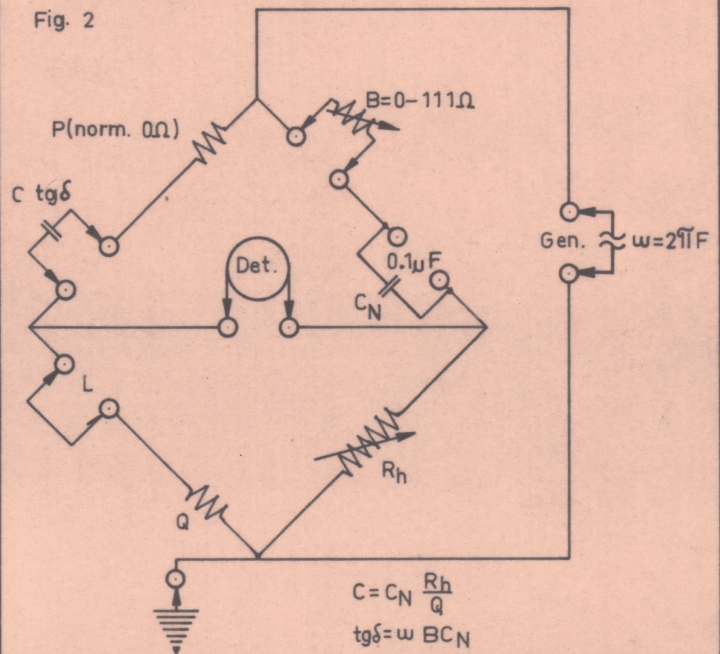 Fig. 2
B=0-111Ω
P(norm. 0Ω)
C tgδ
Det.
0.1µF
C_N
Gen.
ω=2πF
L
R_h
Q
C = C_N R_h/Q
tgδ=ω BC_N